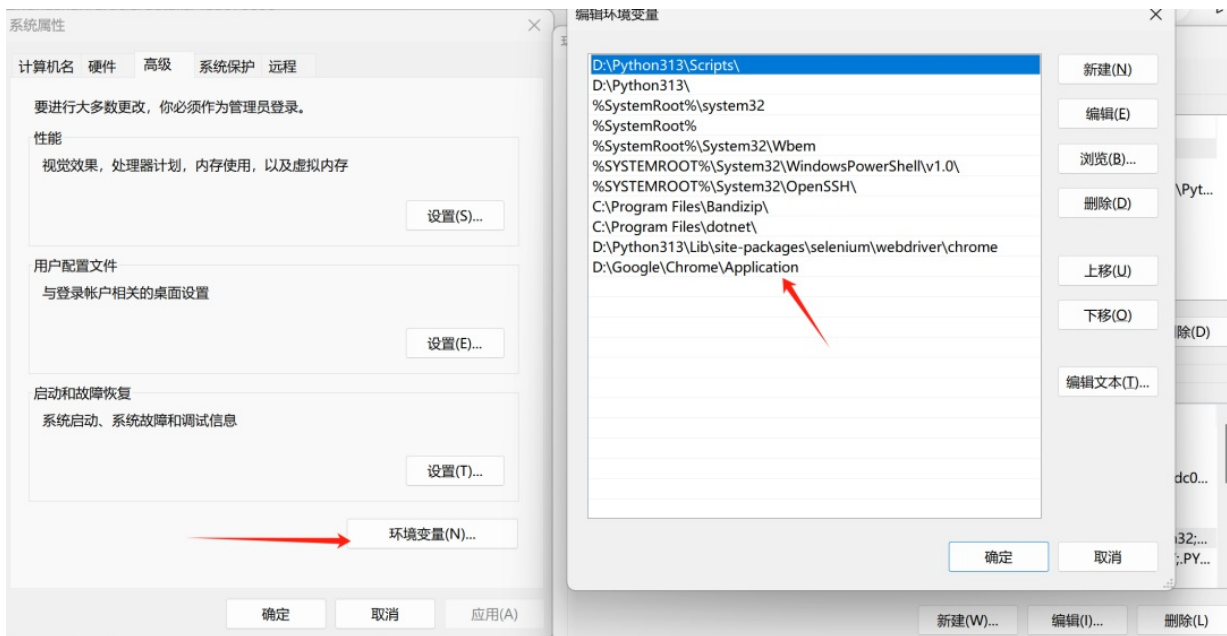 系统属性
计算机名 硬件 高级 系统保护 远程
要进行大多数更改，你必须作为管理员登录。
性能
视觉效果，处理器计划，内存使用，以及虚拟内存
设置(S)...
用户配置文件
与登录帐户相关的桌面设置
设置(E)...
启动和故障恢复
系统启动、系统故障和调试信息
设置(T)...
环境变量(N)...
确定 取消 应用(A)
编辑环境变量
D:\Python313\Scripts\
D:\Python313\
%SystemRoot%\system32
%SystemRoot%
%SystemRoot%\System32\Wbem
%SYSTEMROOT%\System32\WindowsPowerShell\v1.0\
%SYSTEMROOT%\System32\OpenSSH\
C:\Program Files\Bandizip\
C:\Program Files\dotnet\
D:\Python313\Lib\site-packages\selenium\webdriver\chrome
D:\Google\Chrome\Application
新建(N)
编辑(E)
浏览(B)...
删除(D)
上移(U)
下移(O)
编辑文本(T)...
确定 取消
\Pyt...
除(D)
dc0...
32;...
;.PY...
新建(W)... 编辑(I)... 删除(L)